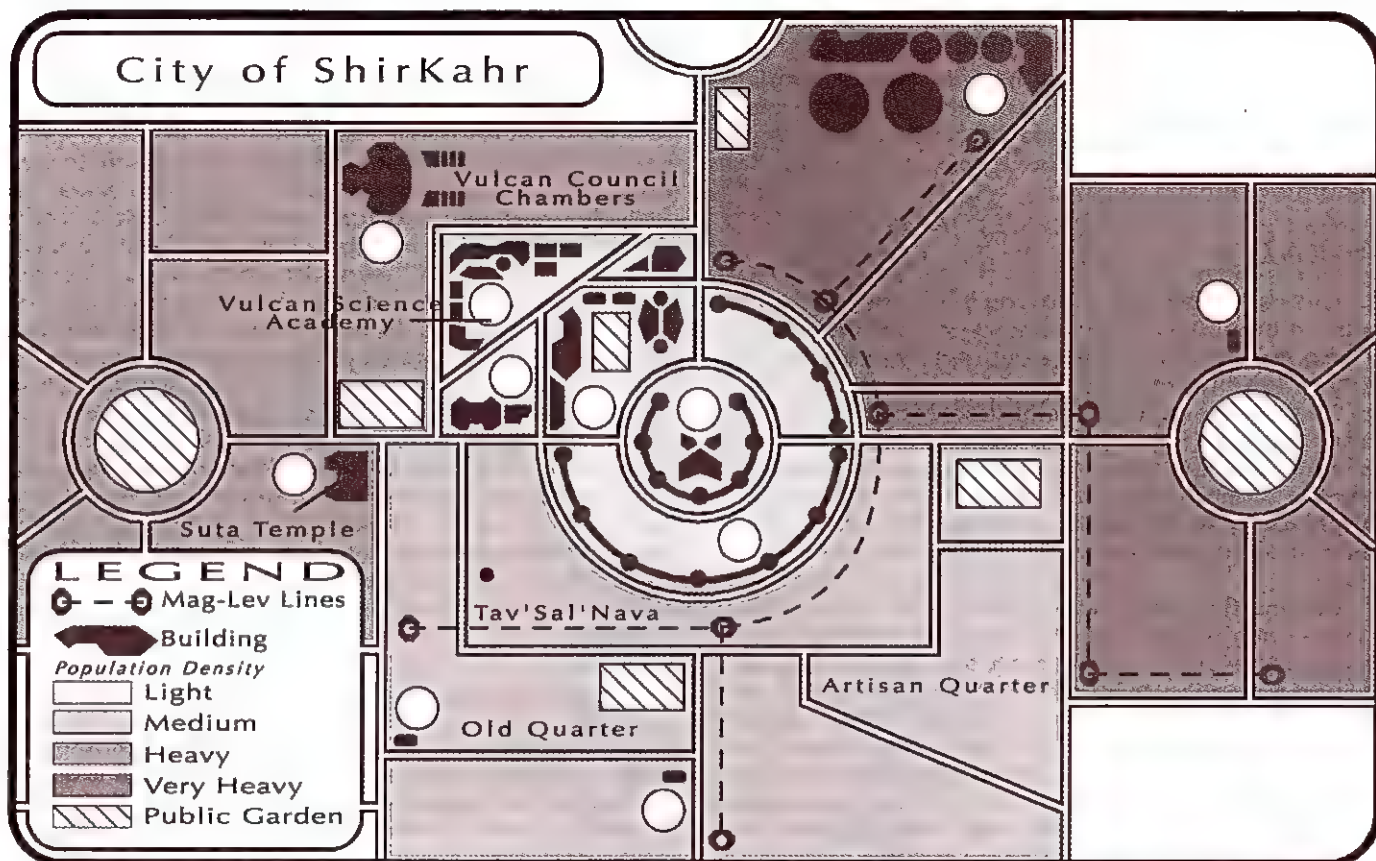 City of ShirKahr
Vulcan Council
Chambers
Vulcan Science
Academy
Suta Temple
LEGEND
Mag-Lev Lines
Building
Population Density
Light
Medium
Heavy
Very Heavy
Public Garden
Tav'Sal'Nava
Old Quarter
Artisan Quarter